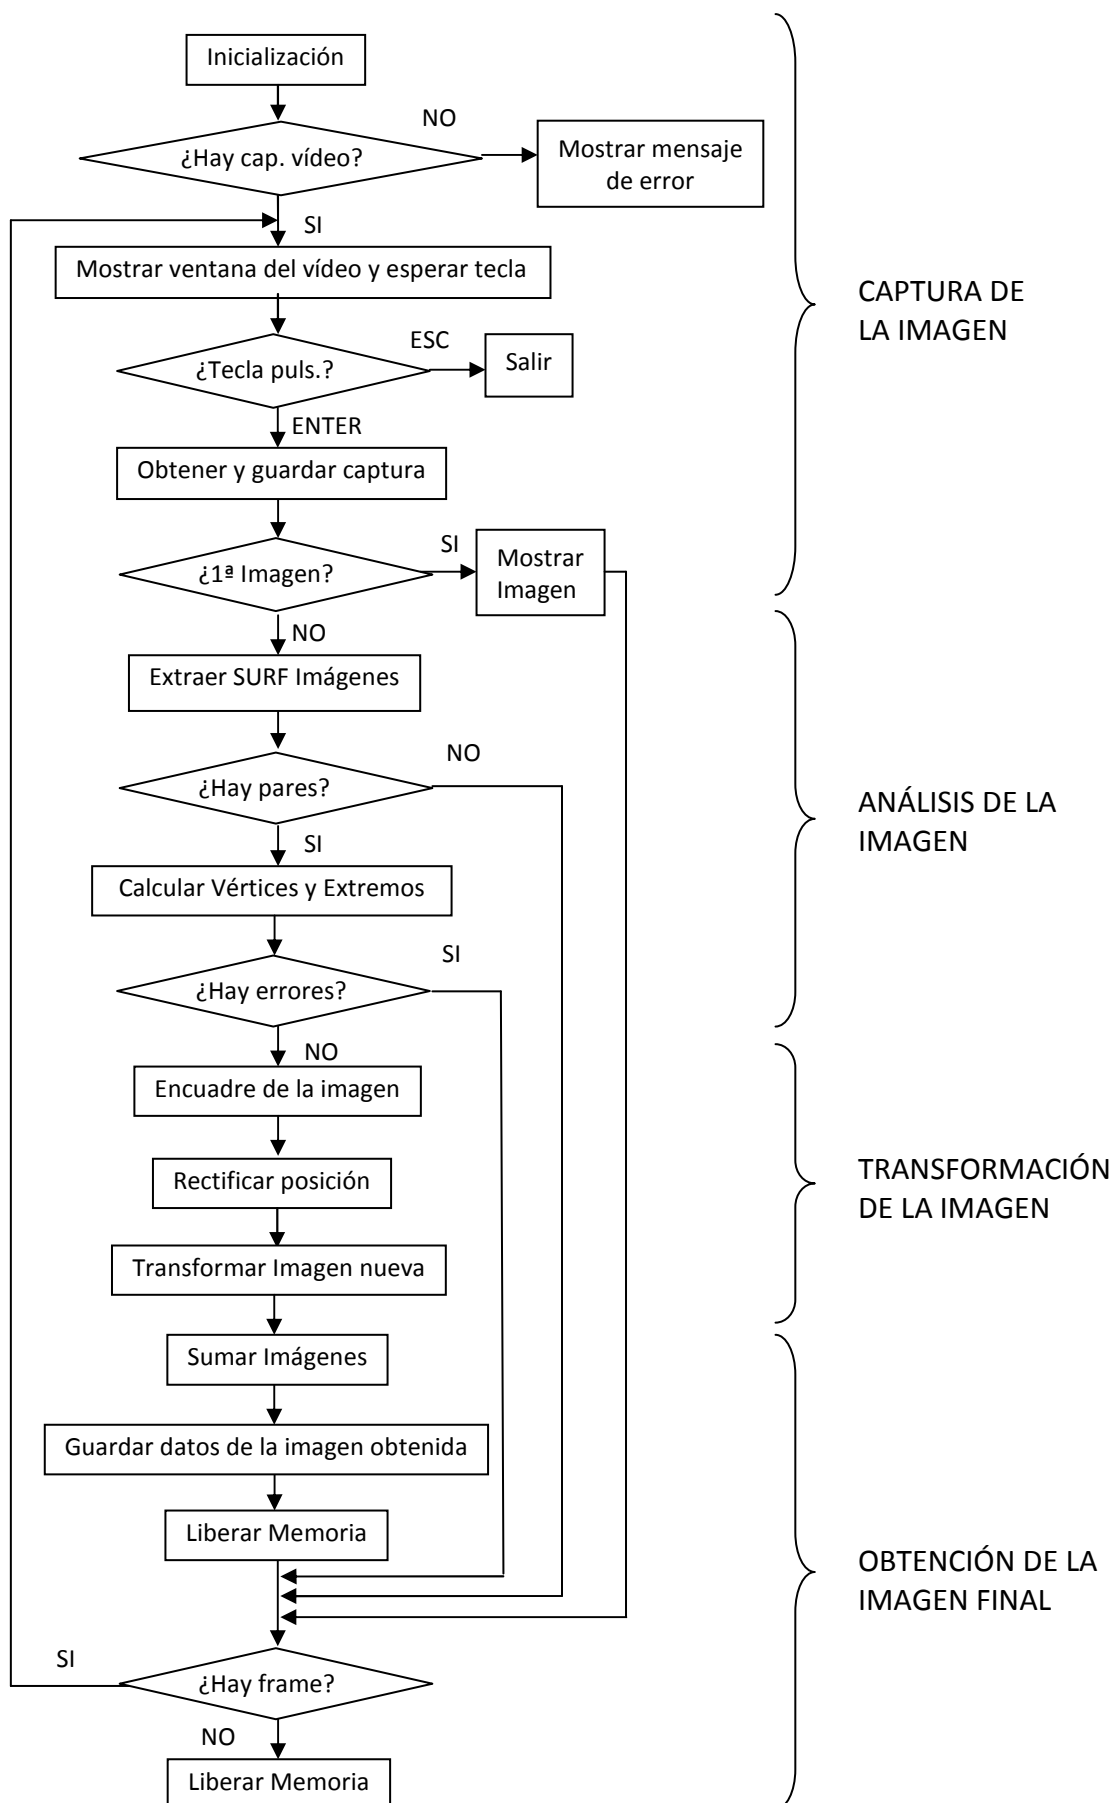 Inicialización
NO
¿Hay cap. vídeo?
Mostrar mensaje
de error
SI
Mostrar ventana del vídeo y esperar tecla
CAPTURA DE
LA IMAGEN
ESC
¿Tecla puls.?
Salir
ENTER
Obtener y guardar captura
SI
¿1ª Imagen?
Mostrar
Imagen
NO
Extraer SURF Imágenes
NO
¿Hay pares?
ANÁLISIS DE LA
IMAGEN
SI
Calcular Vértices y Extremos
SI
¿Hay errores?
NO
Encuadre de la imagen
Rectificar posición
TRANSFORMACIÓN
DE LA IMAGEN
Transformar Imagen nueva
Sumar Imágenes
Guardar datos de la imagen obtenida
Liberar Memoria
OBTENCIÓN DE LA
IMAGEN FINAL
SI
¿Hay frame?
NO
Liberar Memoria